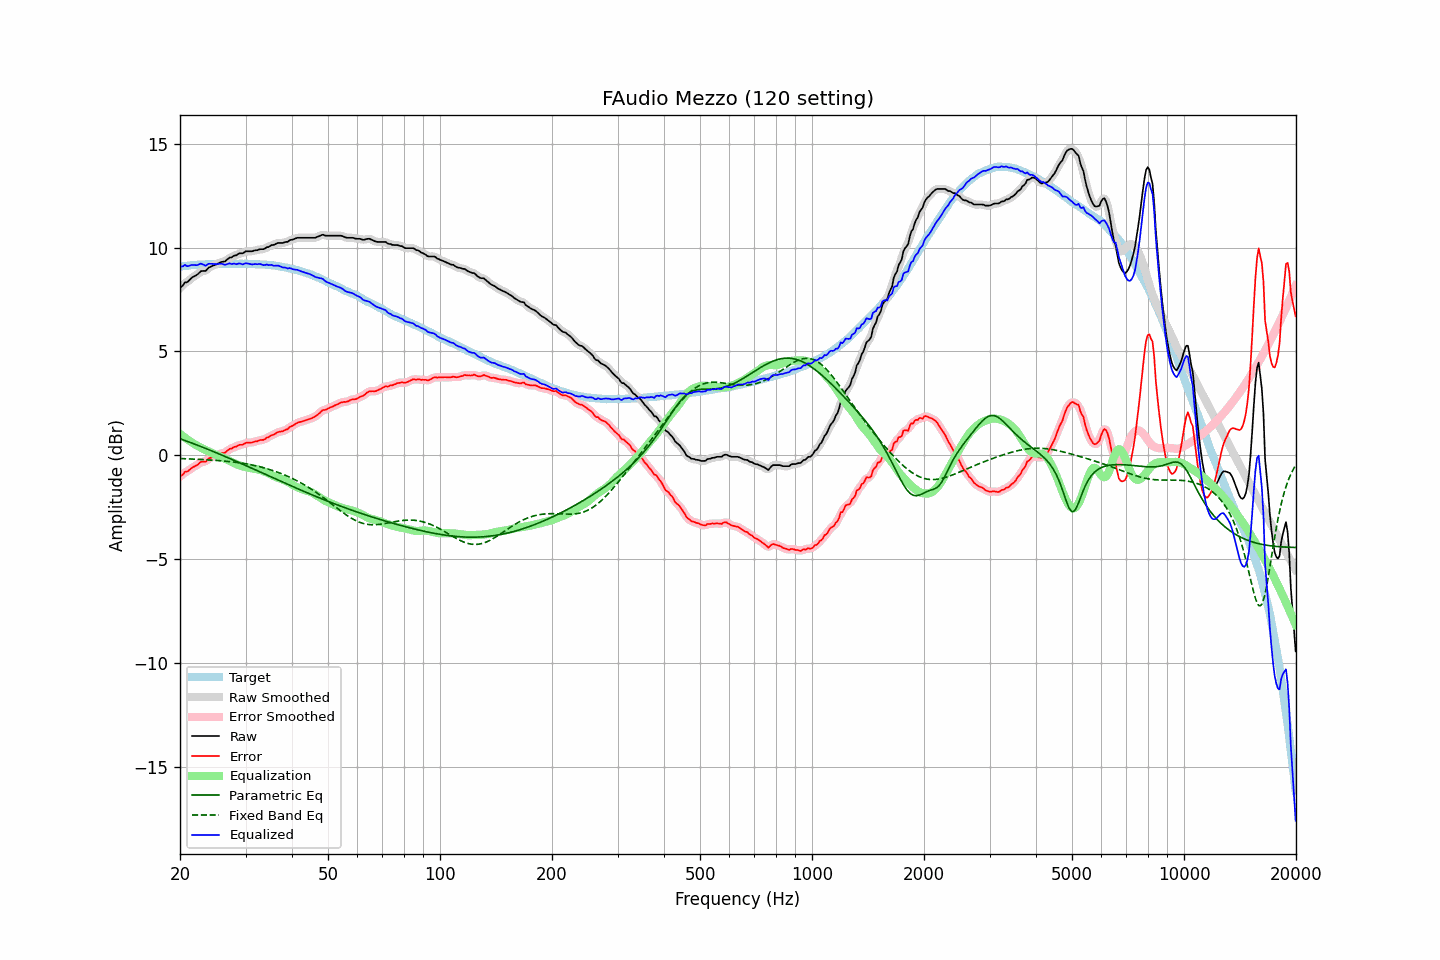 FAudio Mezzo (120 setting)
Amplitude (dBr)
15
10
5
0
−5
−10
−15
Target
Raw Smoothed
Error Smoothed
Raw
Error
Equalization
Parametric Eq
Fixed Band Eq
Equalized
20
50
100
200
500
1000
2000
5000
10000
20000
Frequency (Hz)